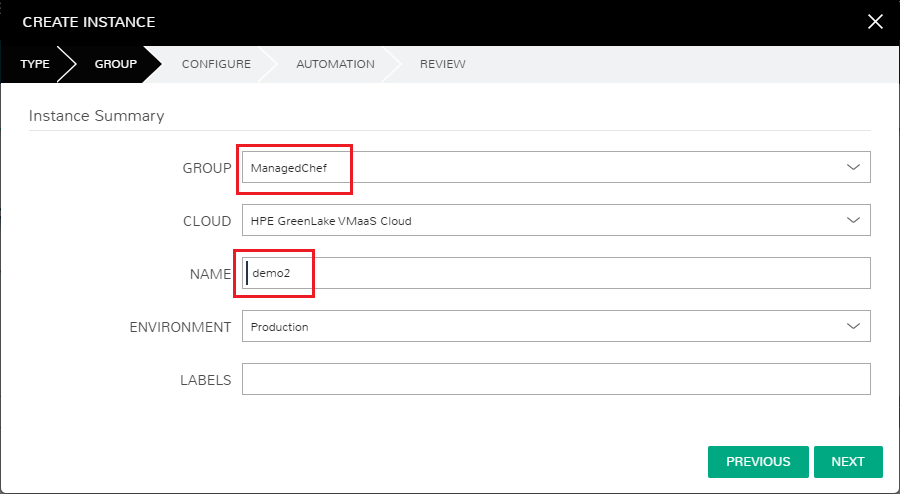 CREATE INSTANCE
TYPE GROUP CONFIGURE AUTOMATION REVIEW
Instance Summary
GROUP ManagedChef
CLOUD HPE GreenLake VMaaS Cloud
NAME demo2
ENVIRONMENT Production
LABELS
PREVIOUS NEXT